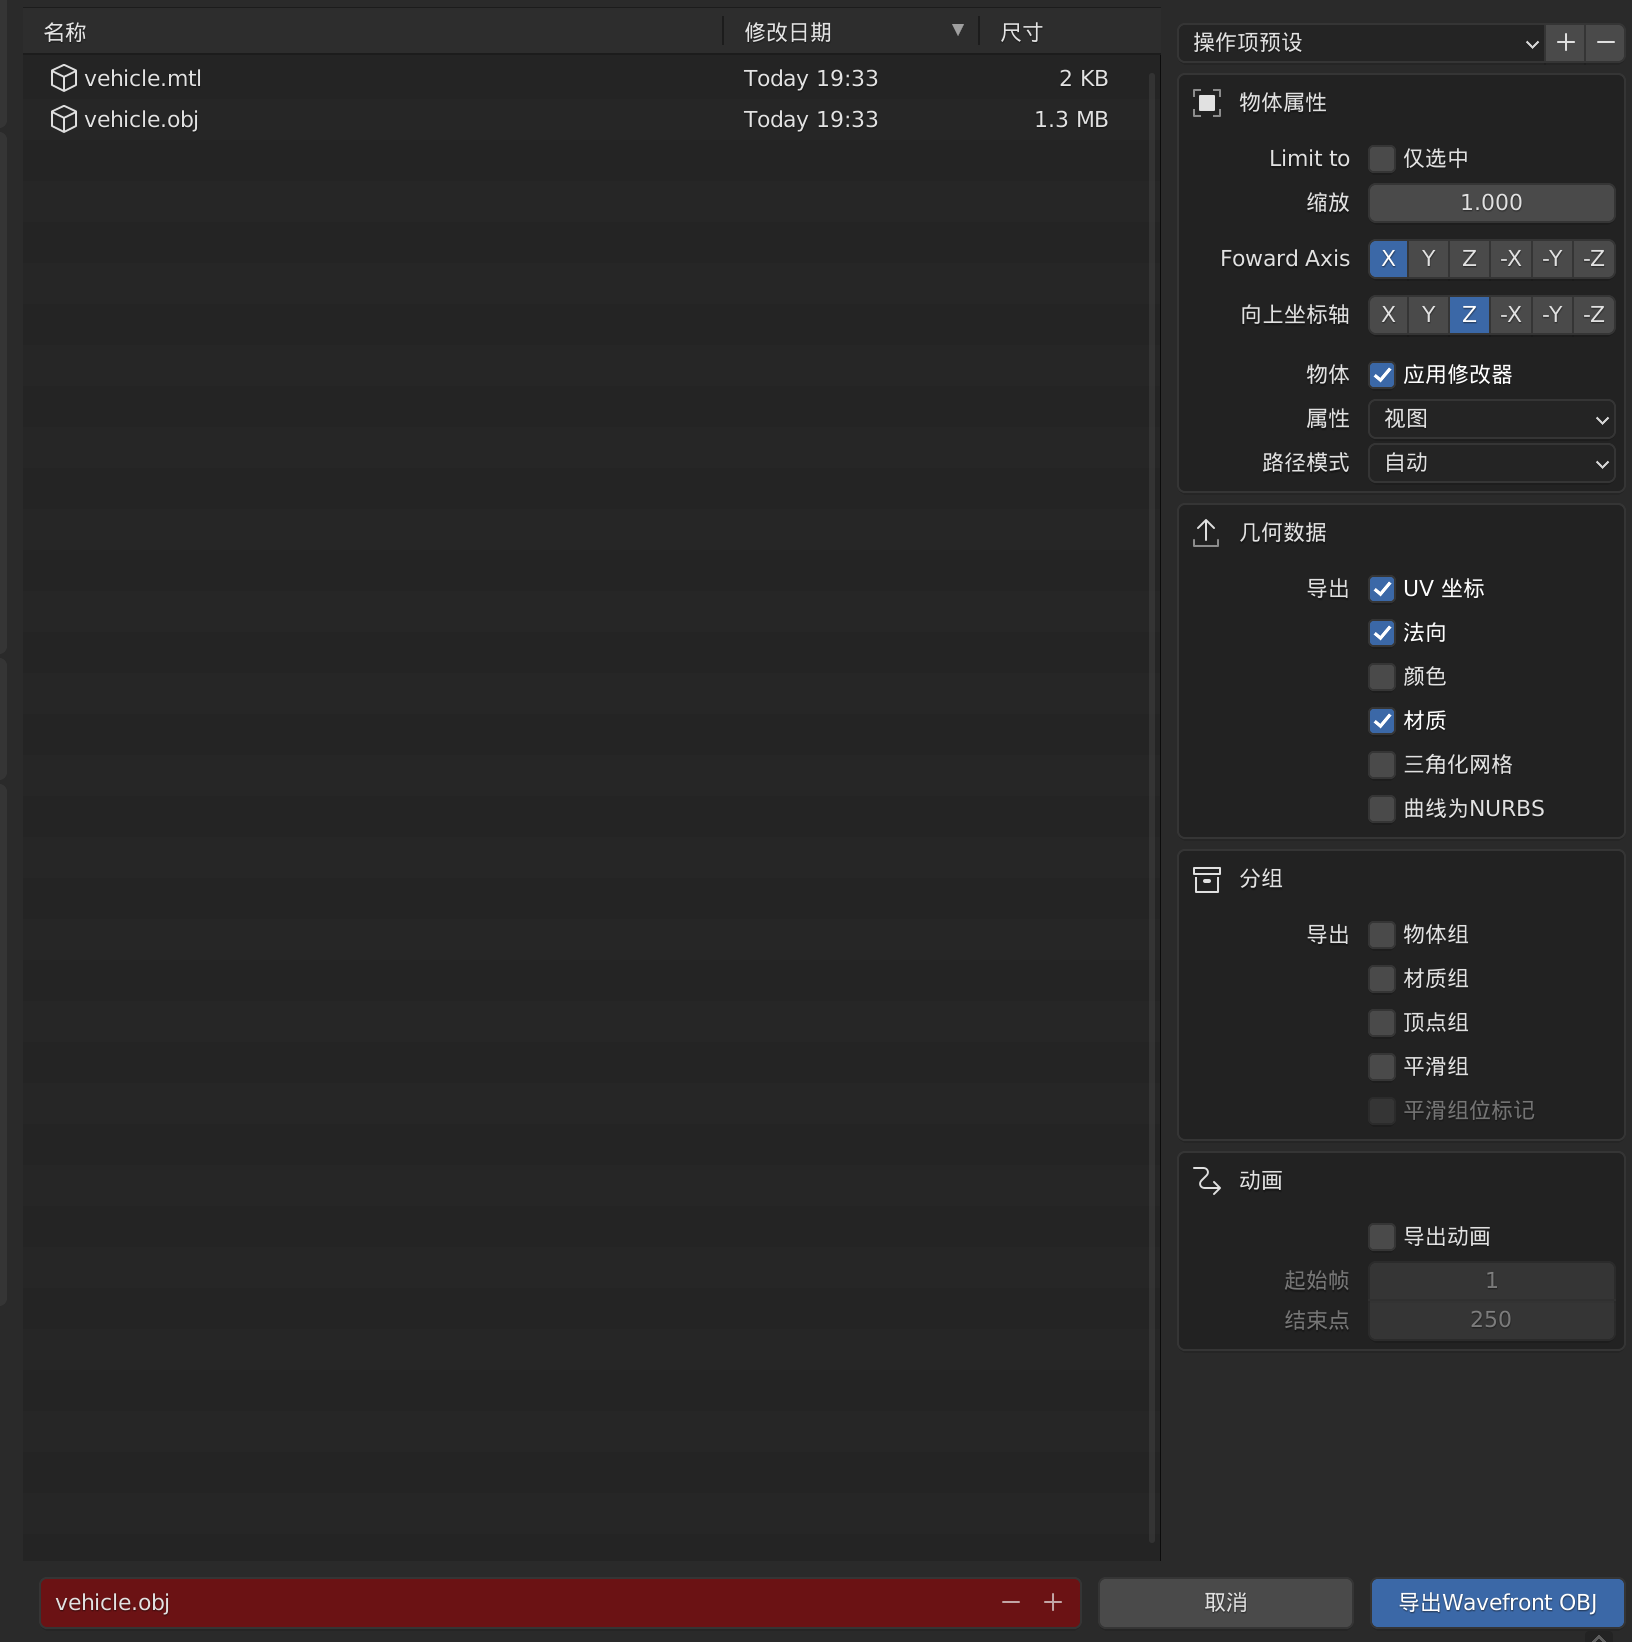 名称 修改日期 ▼ 尺寸
vehicle.mtl Today 19:33 2 KB
vehicle.obj Today 19:33 1.3 MB
操作项预设
物体属性
Limit to 仅选中
缩放 1.000
Foward Axis X Y Z -X -Y -Z
向上坐标轴 X Y Z -X -Y -Z
物体 应用修改器
属性 视图
路径模式 自动
几何数据
导出 UV 坐标
法向
颜色
材质
三角化网格
曲线为NURBS
分组
导出 物体组
材质组
顶点组
平滑组
平滑组位标记
动画
导出动画
起始帧 1
结束点 250
vehicle.obj
取消
导出Wavefront OBJ